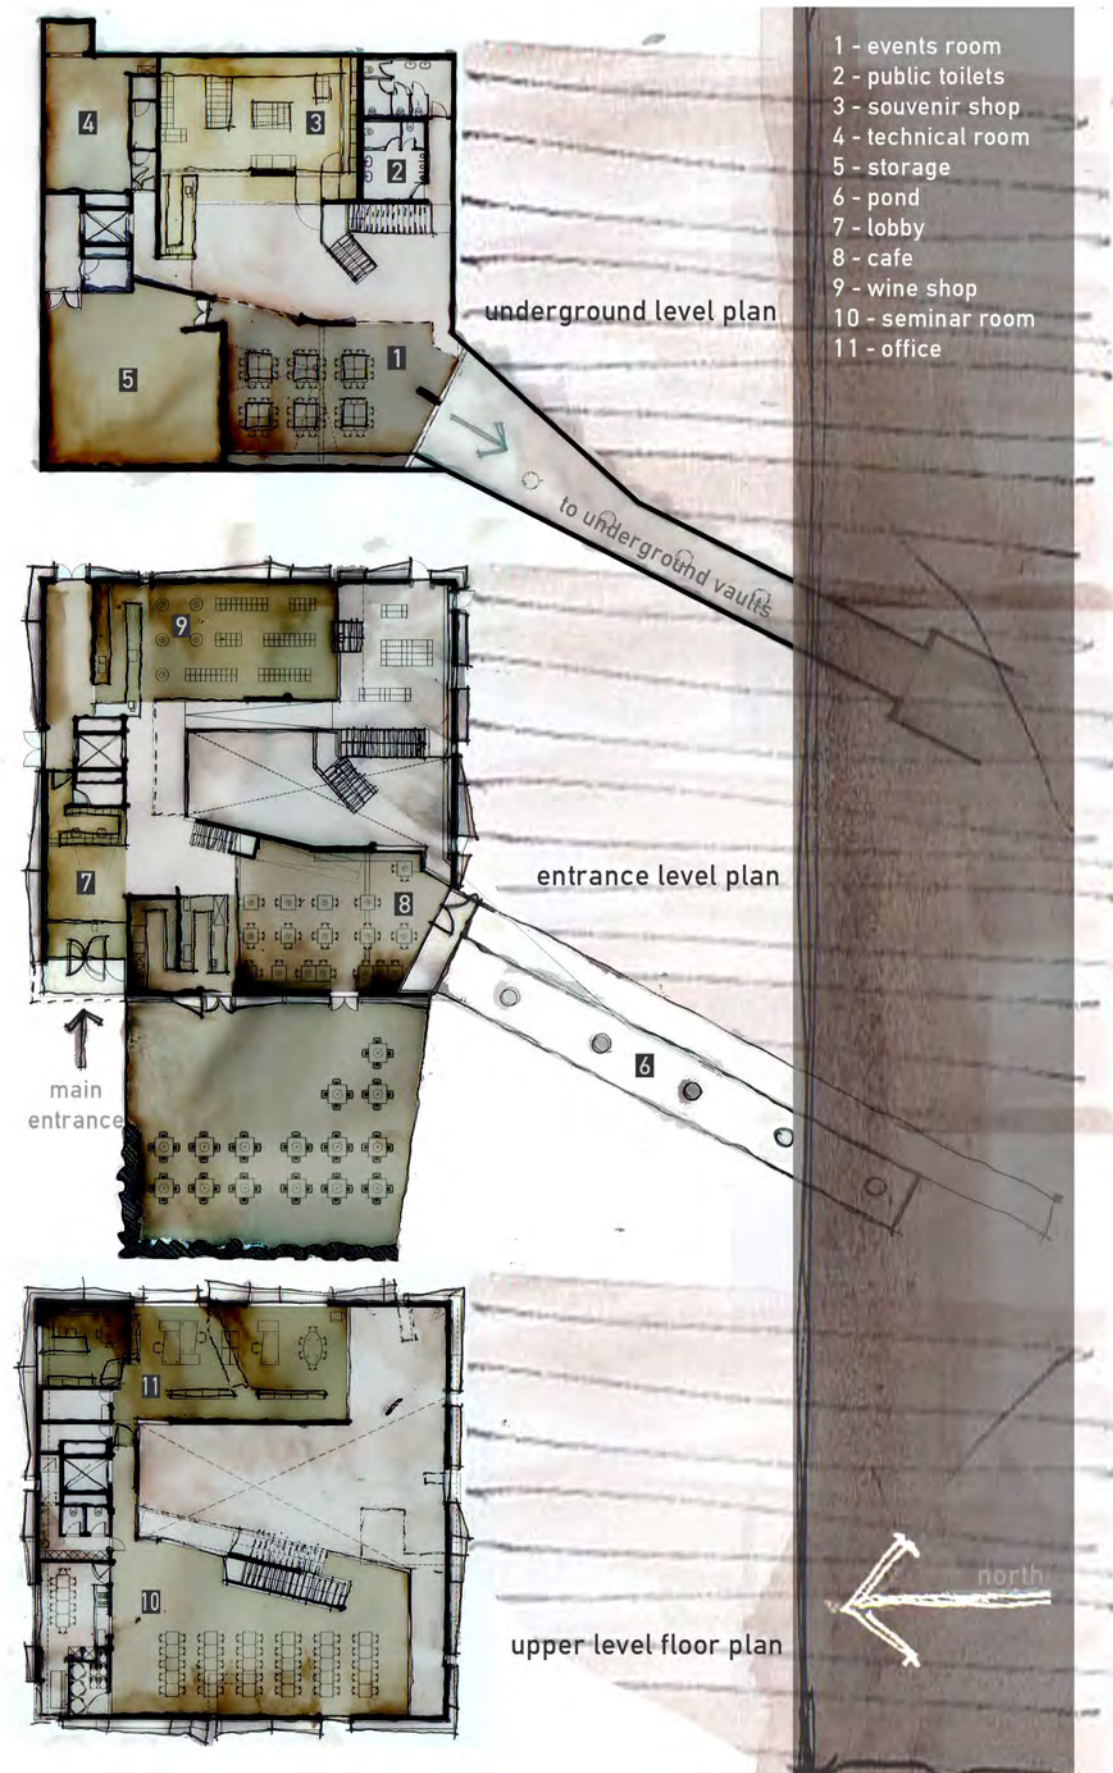 1 - events room
2 - public toilets
3 - souvenir shop
4 - technical room
5 - storage
6 - pond
7 - lobby
8 - cafe
9 - wine shop
10 - seminar room
11 - office
4
3
2
underground level plan
1
5
to underground vaults
9
entrance level plan
7
8
6
main
entrance
11
10
north
upper level floor plan